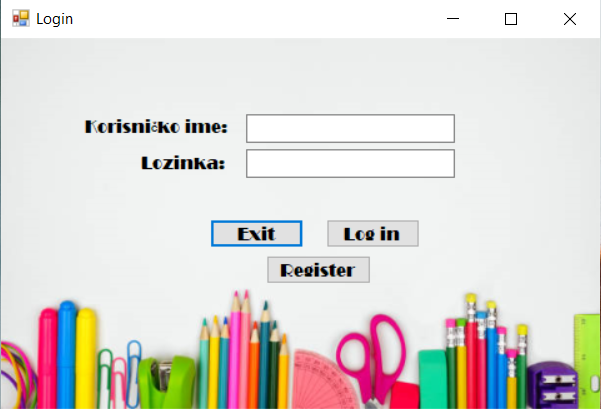 Login
Korisničko ime:
Lozinka:
Exit Log in
Register